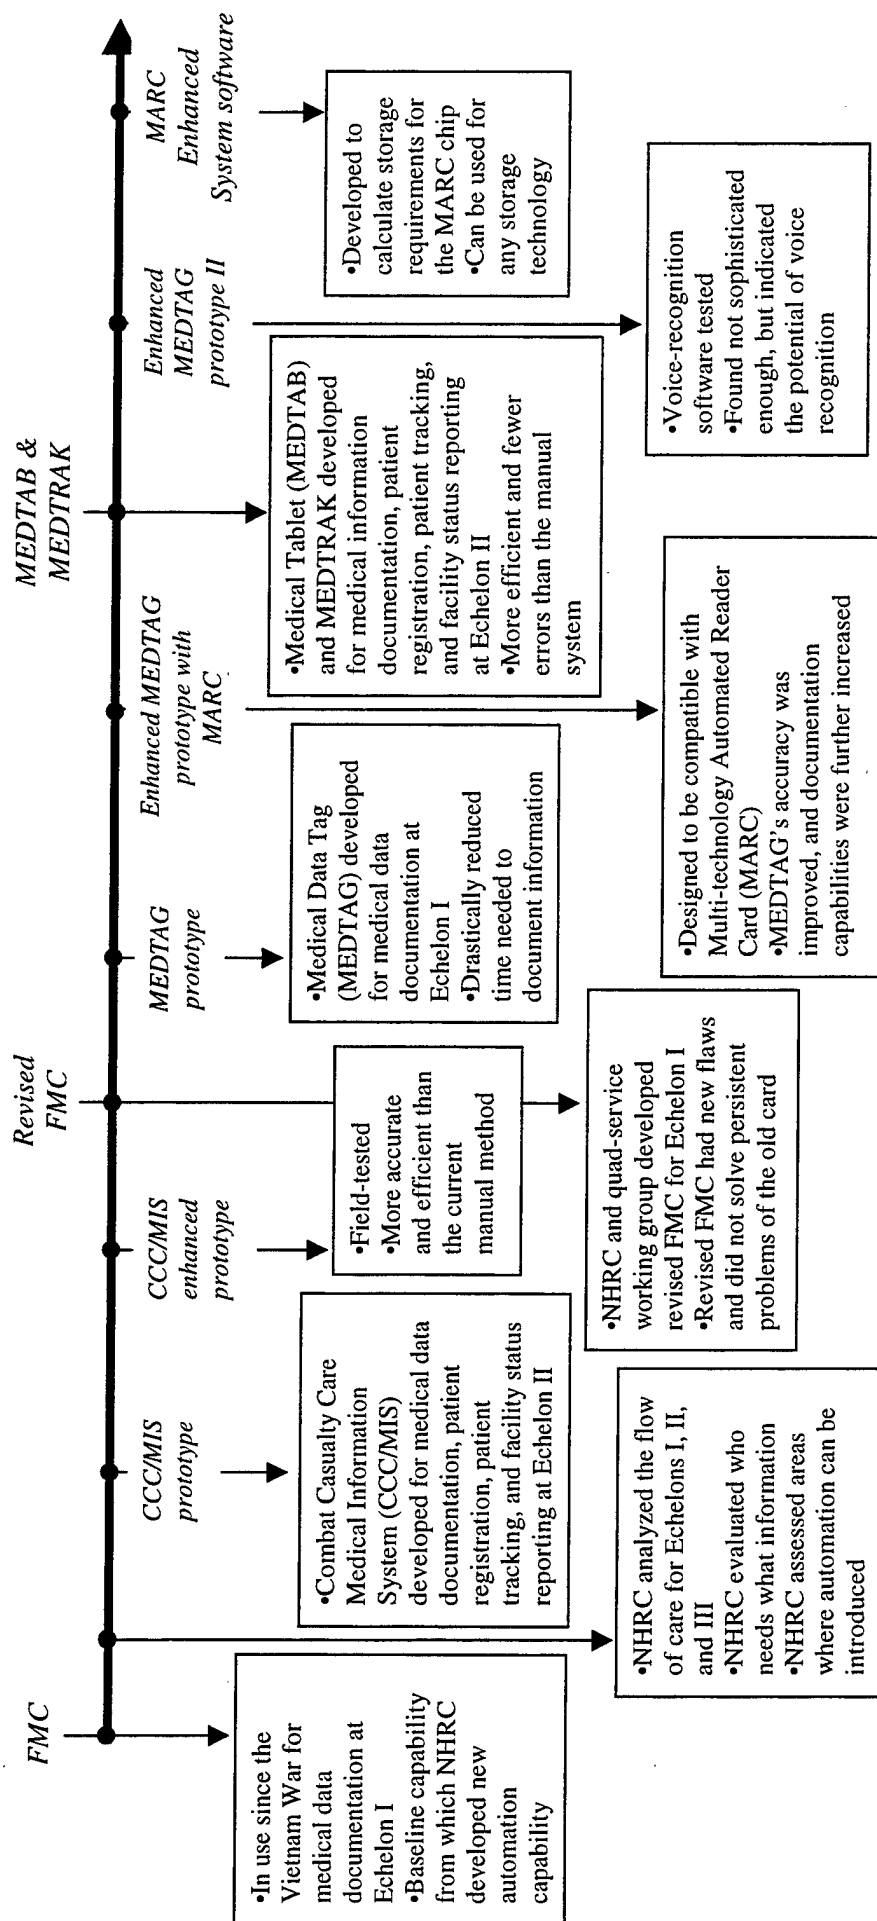 FMC
•In use since the
Vietnam War for
medical data
documentation at
Echelon I
•Baseline capability
from which NHRC
developed new
automation
capability
•NHRC analyzed the flow
of care for Echelons I, II,
and III
•NHRC evaluated who
needs what information
•NHRC assessed areas
where automation can be
introduced
CCC/MIS
prototype
•Combat Casualty Care
Medical Information
System (CCC/MIS)
developed for medical data
documentation, patient
registration, patient
tracking, and facility status
reporting at Echelon II
CCC/MIS
enhanced
prototype
•Field-tested
•More accurate
and efficient than
the current
manual method
Revised
FMC
•NHRC and quad-service
working group developed
revised FMC for Echelon I
•Revised FMC had new flaws
and did not solve persistent
problems of the old card
MEDTAG
prototype
•Medical Data Tag
(MEDTAG) developed
for medical data
documentation at
Echelon I
•Drastically reduced
time needed to
document information
Enhanced MEDTAG
prototype with
MARC
•Designed to be compatible with
Multi-technology Automated Reader
Card (MARC)
•MEDTAG's accuracy was
improved, and documentation
capabilities were further increased
MEDTAB &
MEDTRAK
•Medical Tablet (MEDTAB)
and MEDTRAK developed
for medical information
documentation, patient
registration, patient tracking,
and facility status reporting
at Echelon II
•More efficient and fewer
errors than the manual
system
Enhanced
MEDTAG
prototype II
•Voice-recognition
software tested
•Found not sophisticated
enough, but indicated
the potential of voice
recognition
MARC
Enhanced
System software
•Developed to
calculate storage
requirements for
the MARC chip
•Can be used for
any storage
technology